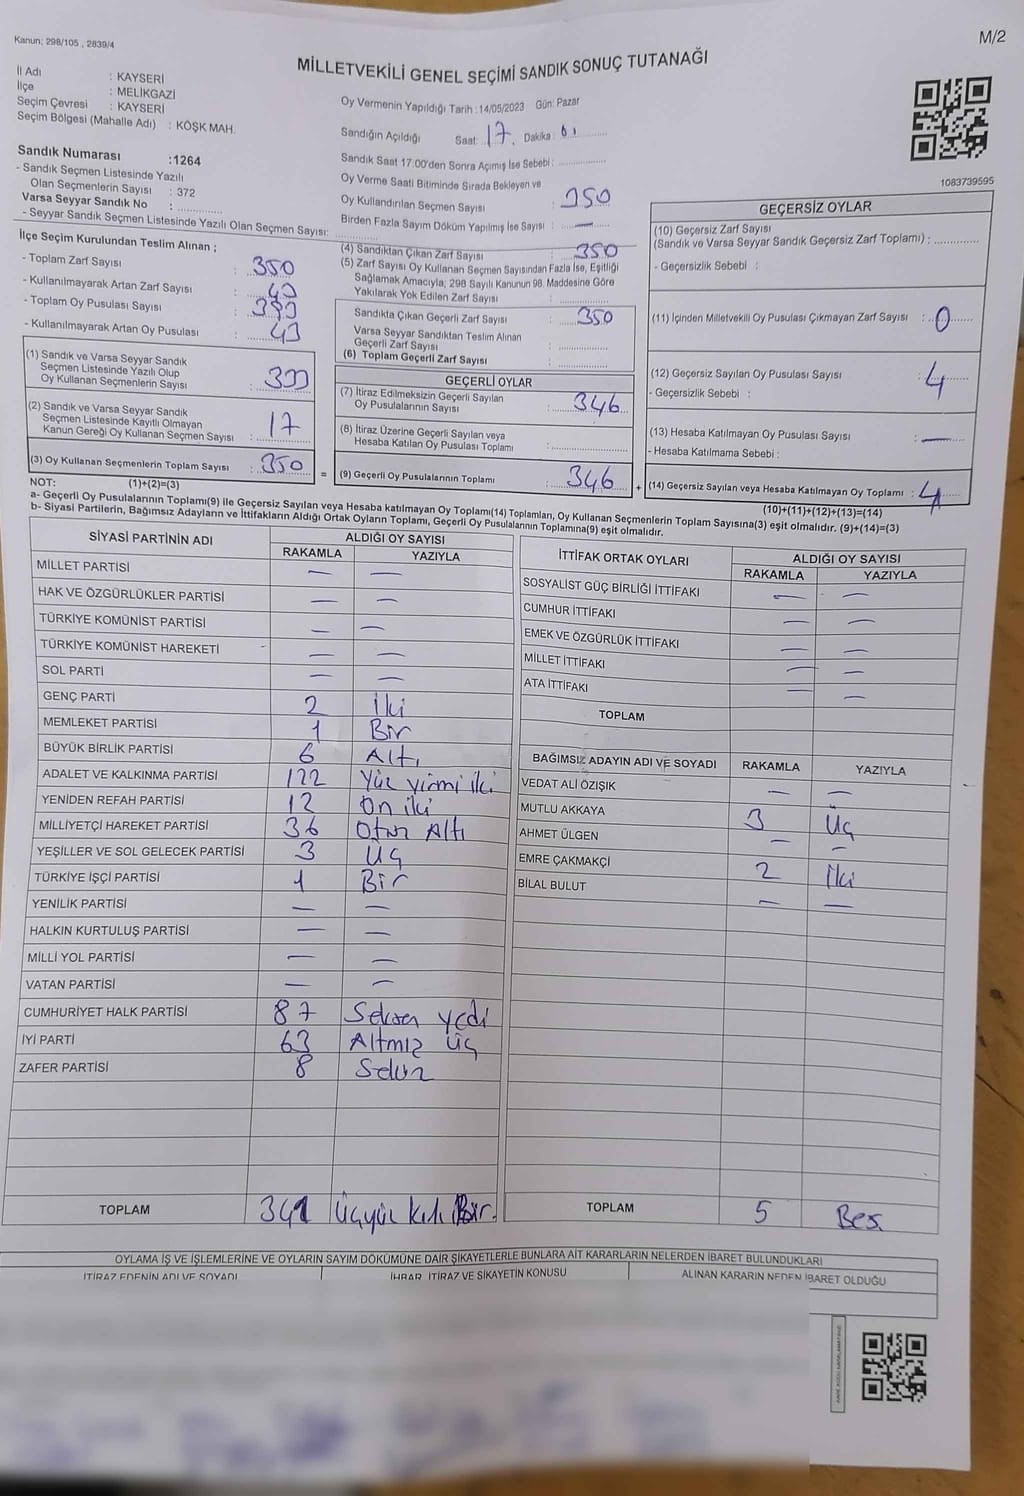 Kanun; 298/105 , 2839/4
M/2
MİLLETVEKİLİ GENEL SEÇİMİ SANDIK SONUÇ TUTANAĞI
İl Adı : KAYSERİ
İlçe : MELİKGAZİ
Seçim Çevresi : KAYSERİ
Seçim Bölgesi (Mahalle Adı) : KÖŞK MAH.
Sandık Numarası :1264
- Sandık Seçmen Listesinde Yazılı
Olan Seçmenlerin Sayısı : 372
Varsa Seyyar Sandık No :
- Seyyar Sandık Seçmen Listesinde Yazılı Olan Seçmen Sayısı:
Oy Vermenin Yapıldığı Tarih :14/05/2023 Gün: Pazar
Sandığın Açıldığı Saat: 17 Dakika :
Sandık Saat 17:00'den Sonra Açımış İse Sebebi :
Oy Verme Saati Bitiminde Sırada Bekleyen ve
Oy Kullandırılan Seçmen Sayısı : 350
Birden Fazla Sayım Döküm Yapılmış İse Sayısı : —
1083739595
İlçe Seçim Kurulundan Teslim Alınan ;
- Toplam Zarf Sayısı : 350
- Kullanılmayarak Artan Zarf Sayısı :
- Toplam Oy Pusulası Sayısı :
- Kullanılmayarak Artan Oy Pusulası : 43
(1) Sandık ve Varsa Seyyar Sandık
Seçmen Listesinde Yazılı Olup
Oy Kullanan Seçmenlerin Sayısı :
(2) Sandık ve Varsa Seyyar Sandık
Seçmen Listesinde Kayıtlı Olmayan
Kanun Gereği Oy Kullanan Seçmen Sayısı : 17
(3) Oy Kullanan Seçmenlerin Toplam Sayısı : 350
(4) Sandıktan Çıkan Zarf Sayısı : 350
(5) Zarf Sayısı Oy Kullanan Seçmen Sayısından Fazla İse, Eşitliği
Sağlamak Amacıyla, 298 Sayılı Kanunun 98. Maddesine Göre
Yakılarak Yok Edilen Zarf Sayısı :
Sandıkta Çıkan Geçerli Zarf Sayısı : 350
Varsa Seyyar Sandıktan Teslim Alınan
Geçerli Zarf Sayısı :
(6) Toplam Geçerli Zarf Sayısı :
GEÇERLİ OYLAR
(7) İtiraz Edilmeksizin Geçerli Sayılan
Oy Pusulalarının Sayısı : 346
(8) İtiraz Üzerine Geçerli Sayılan veya
Hesaba Katılan Oy Pusulası Toplamı :
= (9) Geçerli Oy Pusulalarının Toplamı : 346
GEÇERSİZ OYLAR
(10) Geçersiz Zarf Sayısı
(Sandık ve Varsa Seyyar Sandık Geçersiz Zarf Toplamı) :
- Geçersizlik Sebebi :
(11) İçinden Milletvekili Oy Pusulası Çıkmayan Zarf Sayısı : 0
(12) Geçersiz Sayılan Oy Pusulası Sayısı : 4
- Geçersizlik Sebebi :
(13) Hesaba Katılmayan Oy Pusulası Sayısı : —
- Hesaba Katılmama Sebebi :
+ (14) Geçersiz Sayılan veya Hesaba Katılmayan Oy Toplamı : 4
NOT: (1)+(2)=(3)
(10)+(11)+(12)+(13)=(14)
a- Geçerli Oy Pusulalarının Toplamı(9) ile Geçersiz Sayılan veya Hesaba katılmayan Oy Toplamı(14) Toplamları, Oy Kullanan Seçmenlerin Toplam Sayısına(3) eşit olmalıdır. (9)+(14)=(3)
b- Siyasi Partilerin, Bağımsız Adayların ve İttifakların Aldığı Ortak Oyların Toplamı, Geçerli Oy Pusulalarının Toplamına(9) eşit olmalıdır.
SİYASİ PARTİNİN ADI ALDIĞI OY SAYISI
RAKAMLA YAZIYLA
MİLLET PARTİSİ — —
HAK VE ÖZGÜRLÜKLER PARTİSİ — —
TÜRKİYE KOMÜNİST PARTİSİ — —
TÜRKİYE KOMÜNİST HAREKETİ — —
SOL PARTİ — —
GENÇ PARTİ 2 İki
MEMLEKET PARTİSİ 1 Bir
BÜYÜK BİRLİK PARTİSİ 6 Altı
ADALET VE KALKINMA PARTİSİ 122 Yüz yirmi iki
YENİDEN REFAH PARTİSİ 12 On iki
MİLLİYETÇİ HAREKET PARTİSİ 36 Otuz Altı
YEŞİLLER VE SOL GELECEK PARTİSİ 3 Üç
TÜRKİYE İŞÇİ PARTİSİ 1 Bir
YENİLİK PARTİSİ — —
HALKIN KURTULUŞ PARTİSİ — —
MİLLİ YOL PARTİSİ — —
VATAN PARTİSİ — —
CUMHURİYET HALK PARTİSİ 87 Seksen yedi
İYİ PARTİ 63 Altmız üç
ZAFER PARTİSİ 8 Sekiz
TOPLAM 341 Üçyüz Kırk Bir.
İTTİFAK ORTAK OYLARI ALDIĞI OY SAYISI
RAKAMLA YAZIYLA
SOSYALİST GÜÇ BİRLİĞİ İTTİFAKI — —
CUMHUR İTTİFAKI — —
EMEK VE ÖZGÜRLÜK İTTİFAKI — —
MİLLET İTTİFAKI — —
ATA İTTİFAKI — —
TOPLAM
BAĞIMSIZ ADAYIN ADI VE SOYADI RAKAMLA YAZIYLA
VEDAT ALİ ÖZIŞIK — —
MUTLU AKKAYA 3 Üç
AHMET ÜLGEN — —
EMRE ÇAKMAKÇİ 2 İki
BİLAL BULUT — —
TOPLAM 5 Beş.
OYLAMA İŞ VE İŞLEMLERİNE VE OYLARIN SAYIM DÖKÜMÜNE DAİR ŞİKAYETLERLE BUNLARA AİT KARARLARIN NELERDEN İBARET BULUNDUKLARI
İTİRAZ EDENİN ADI VE SOYADI İHBAR, İTİRAZ VE ŞİKAYETİN KONUSU ALINAN KARARIN NEDEN İBARET OLDUĞU